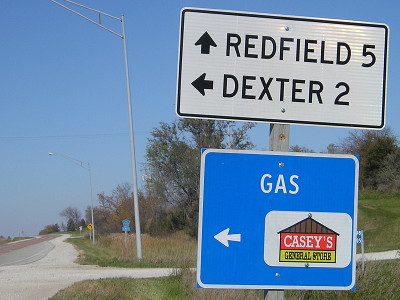 REDFIELD 5
DEXTER 2
GAS
CASEY'S
GENERAL STORE